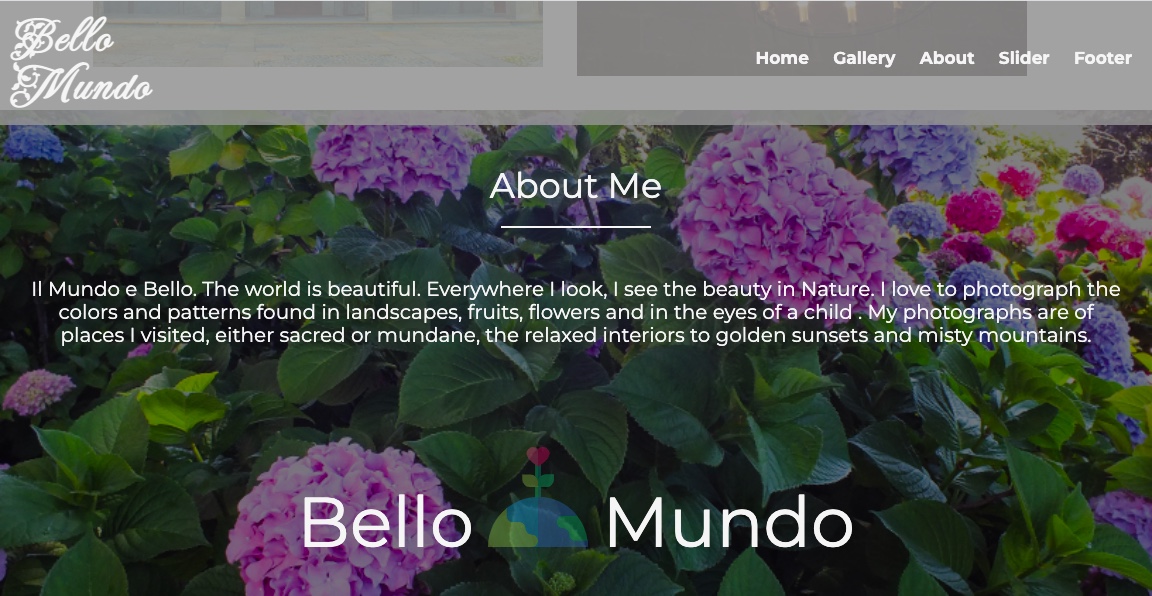 Bello
Mundo
Home Gallery About Slider Footer
About Me
Il Mundo e Bello. The world is beautiful. Everywhere I look, I see the beauty in Nature. I love to photograph the
colors and patterns found in landscapes, fruits, flowers and in the eyes of a child . My photographs are of
places I visited, either sacred or mundane, the relaxed interiors to golden sunsets and misty mountains.
Bello Mundo